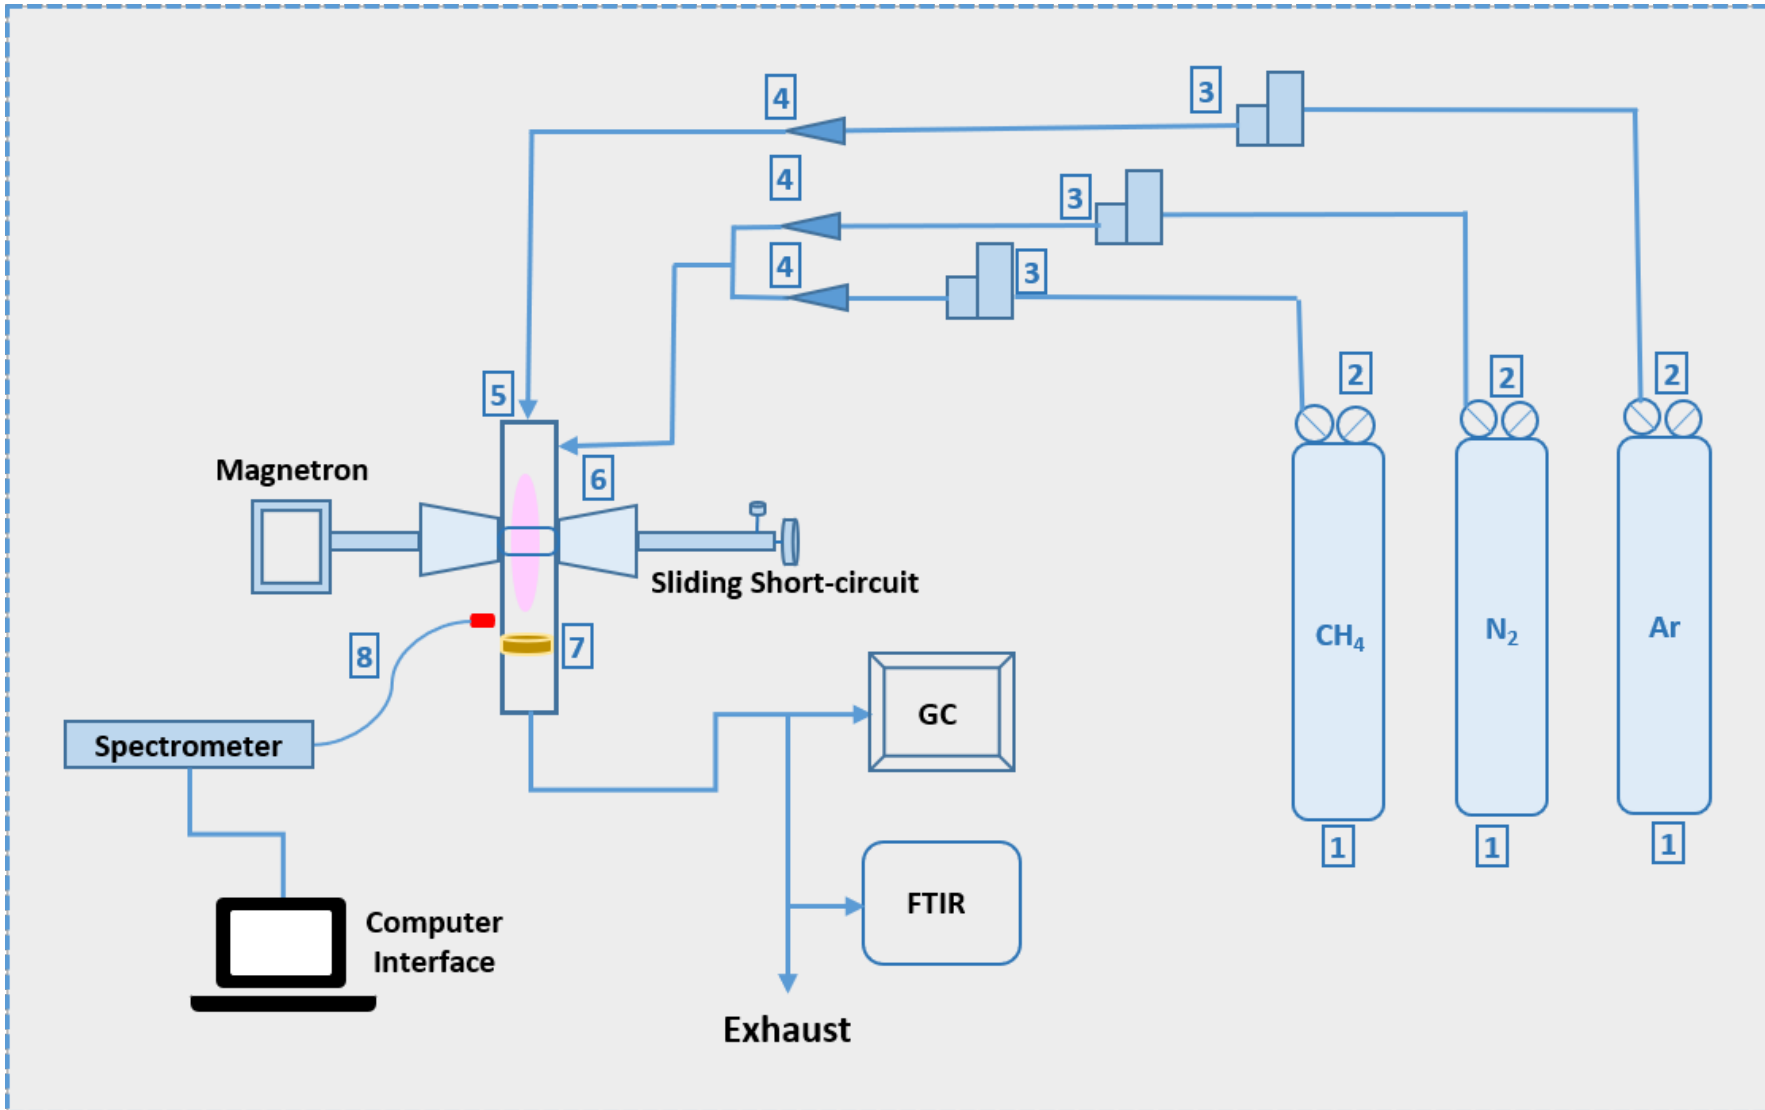 4
3
4
3
4
3
2
2
2
5
6
Magnetron
Sliding Short-circuit
CH₄
N₂
Ar
7
8
GC
Spectrometer
1
1
1
FTIR
Computer
Interface
Exhaust